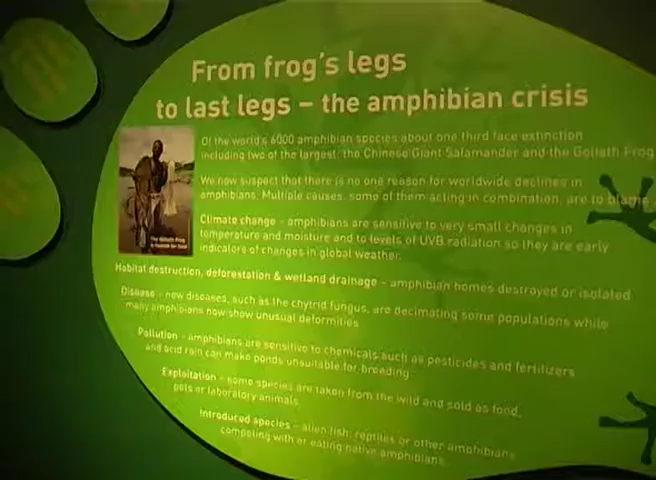 From frog's legs
to last legs – the amphibian crisis
Of the world's 6000 amphibian species about one third face extinction
including two of the largest: the Chinese Giant Salamander and the Goliath Frog
We now suspect that there is no one reason for worldwide declines in
amphibians. Multiple causes, some of them acting in combination, are to blame.
Climate change – amphibians are sensitive to very small changes in
temperature and moisture and to levels of UVB radiation so they are early
indicators of changes in global weather.
Habitat destruction, deforestation & wetland drainage – amphibian homes destroyed or isolated
Disease – new diseases, such as the chytrid fungus, are decimating some populations while
many amphibians now show unusual deformities
Pollution – amphibians are sensitive to chemicals such as pesticides and fertilizers
and acid rain can make ponds unsuitable for breeding
Exploitation – some species are taken from the wild and sold as food,
pets or laboratory animals
Introduced species – alien fish, reptiles or other amphibians
competing with or eating native amphibians
The Goliath Frog
is hunted for food